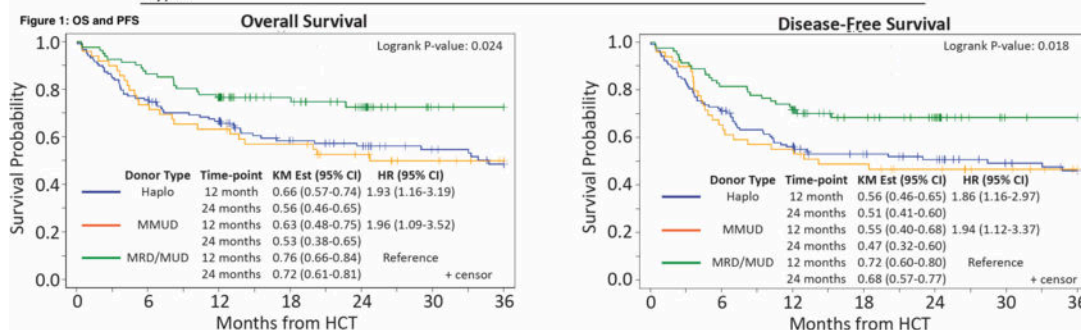 Figure 1: OS and PFS
Overall Survival
Logrank P-value: 0.024
Survival Probability
1.0
0.8
0.6
0.4
0.2
0.0
Donor Type Time-point KM Est (95% CI) HR (95% CI)
Haplo 12 month 0.66 (0.57-0.74) 1.93 (1.16-3.19)
24 months 0.56 (0.46-0.65)
MMUD 12 months 0.63 (0.48-0.75) 1.96 (1.09-3.52)
24 months 0.53 (0.38-0.65)
MRD/MUD 12 months 0.76 (0.66-0.84) Reference
24 months 0.72 (0.61-0.81) + censor
0 6 12 18 24 30 36
Months from HCT
Disease-Free Survival
Logrank P-value: 0.018
Survival Probability
1.0
0.8
0.6
0.4
0.2
0.0
Donor Type Time-point KM Est (95% CI) HR (95% CI)
Haplo 12 month 0.56 (0.46-0.65) 1.86 (1.16-2.97)
24 months 0.51 (0.41-0.60)
MMUD 12 months 0.55 (0.40-0.68) 1.94 (1.12-3.37)
24 months 0.47 (0.32-0.60)
MRD/MUD 12 months 0.72 (0.60-0.80) Reference
24 months 0.68 (0.57-0.77) + censor
0 6 12 18 24 30 36
Months from HCT